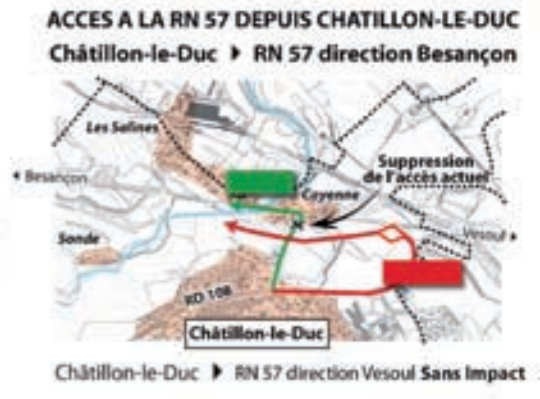 ACCES A LA RN 57 DEPUIS CHATILLON-LE-DUC
Châtillon-le-Duc ▶ RN 57 direction Besançon
Les Salines
Suppression
de l'accès actuel
◂ Besançon
Cayenne
Vesoul ▸
Sonde
RD 108
Châtillon-le-Duc
Châtillon-le-Duc ▶ RN 57 direction Vesoul Sans Impact